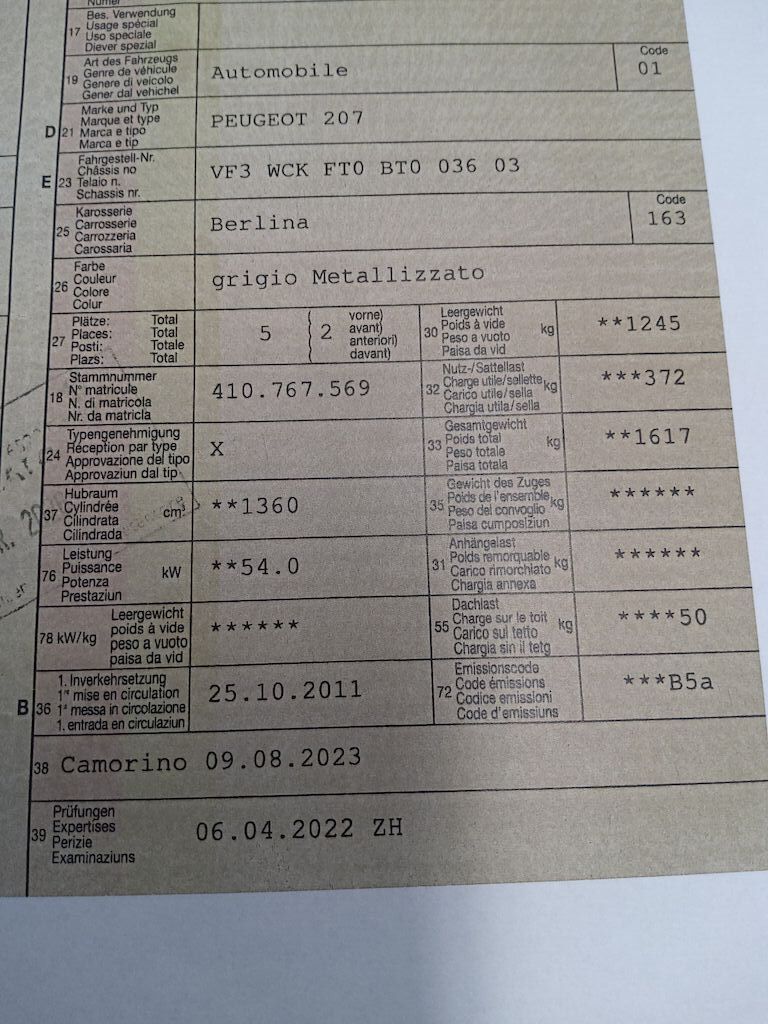 Numer
17
Bes. Verwendung
Usage spécial
Uso speciale
Diever spezial
19
Art des Fahrzeugs
Genre de véhicule
Genere di veicolo
Gener dal vehichel
Automobile
Code
01
D 21
Marke und Typ
Marque et type
Marca e tipo
Marca e tip
PEUGEOT 207
E 23
Fahrgestell-Nr.
Châssis no
Telaio n.
Schassis nr.
VF3 WCK FT0 BT0 036 03
25
Karosserie
Carrosserie
Carrozzeria
Carossaria
Berlina
Code
163
26
Farbe
Couleur
Colore
Colur
grigio Metallizzato
27
Plätze: Total
Places: Total
Posti: Totale
Plazs: Total
5
2
vorne)
avant)
anteriori)
davant)
30
Leergewicht
Poids à vide
Peso a vuoto
Paisa da vid
kg
**1245
18
Stammnummer
N° matricule
N. di matricola
Nr. da matricla
410.767.569
32
Nutz-/Sattellast
Charge utile/sellette
Carico utile/sella
Chargia utila/sella
kg
***372
24
Typengenehmigung
Réception par type
Approvazione del tipo
Approvaziun dal tip
X
33
Gesamtgewicht
Poids total
Peso totale
Paisa totala
kg
**1617
37
Hubraum
Cylindrée
Cilindrata
Cilindrada
cm³
**1360
35
Gewicht des Zuges
Poids de l'ensemble
Peso del convoglio
Paisa cumposiziun
kg
******
76
Leistung
Puissance
Potenza
Prestaziun
kW
**54.0
31
Anhängelast
Poids remorquable
Carico rimorchiato
Chargia annexa
kg
******
78 kW/kg
Leergewicht
poids à vide
peso a vuoto
paisa da vid
******
55
Dachlast
Charge sur le toit
Carico sul tetto
Chargia sin il tetg
kg
****50
B 36
1. Inverkehrsetzung
1re mise en circulation
1a messa in circolazione
1. entrada en circulaziun
25.10.2011
72
Emissionscode
Code émissions
Codice emissioni
Code d'emissiuns
***B5a
38
Camorino 09.08.2023
39
Prüfungen
Expertises
Perizie
Examinaziuns
06.04.2022 ZH